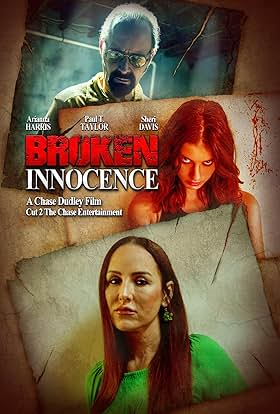 Arianna Paul T. Sheri
HARRIS TAYLOR DAVIS
BROKEN
INNOCENCE
A Chase Dudley Film
Cut 2 The Chase Entertainment